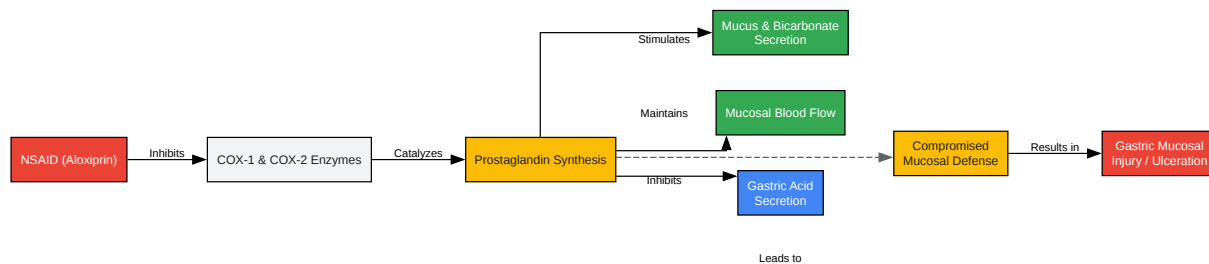 NSAID (Aloxiprin)
Inhibits
COX-1 & COX-2 Enzymes
Catalyzes
Prostaglandin Synthesis
Stimulates
Mucus & Bicarbonate
Secretion
Maintains
Mucosal Blood Flow
Inhibits
Gastric Acid
Secretion
Leads to
Compromised
Mucosal Defense
Results in
Gastric Mucosal
Injury / Ulceration